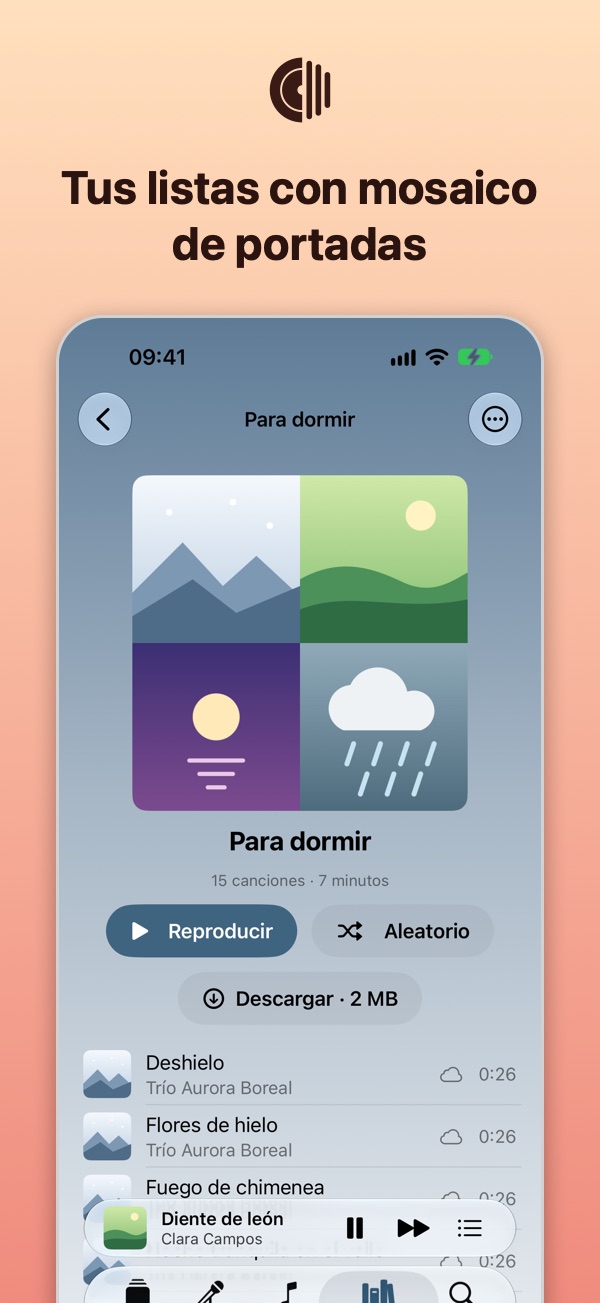 Tus listas con mosaico
de portadas
09:41
Para dormir
Para dormir
15 canciones · 7 minutos
Reproducir
Aleatorio
Descargar · 2 MB
Deshielo
Trío Aurora Boreal
0:26
Flores de hielo
Trío Aurora Boreal
0:26
Fuego de chimenea
0:26
Diente de león
Clara Campos
0:26